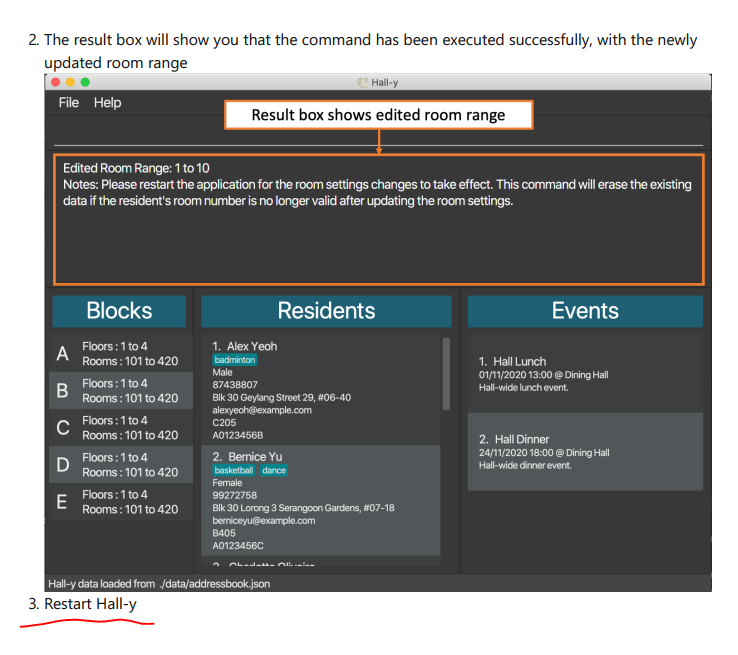 2. The result box will show you that the command has been executed successfully, with the newly
updated room range
Hall-y
File Help
Result box shows edited room range
Edited Room Range: 1 to 10
Notes: Please restart the application for the room settings changes to take effect. This command will erase the existing
data if the resident's room number is no longer valid after updating the room settings.
Blocks
A
Floors : 1 to 4
Rooms : 101 to 420
B
Floors : 1 to 4
Rooms : 101 to 420
C
Floors : 1 to 4
Rooms : 101 to 420
D
Floors : 1 to 4
Rooms : 101 to 420
E
Floors : 1 to 4
Rooms : 101 to 420
Residents
1. Alex Yeoh
badminton
Male
87438807
Blk 30 Geylang Street 29, #06-40
alexyeoh@example.com
C205
A0123456B
2. Bernice Yu
basketball dance
Female
99272758
Blk 30 Lorong 3 Serangoon Gardens, #07-18
berniceyu@example.com
B405
A0123456C
Events
1. Hall Lunch
01/11/2020 13:00 @ Dining Hall
Hall-wide lunch event.
2. Hall Dinner
24/11/2020 18:00 @ Dining Hall
Hall-wide dinner event.
Hall-y data loaded from ./data/addressbook.json
3. Restart Hall-y